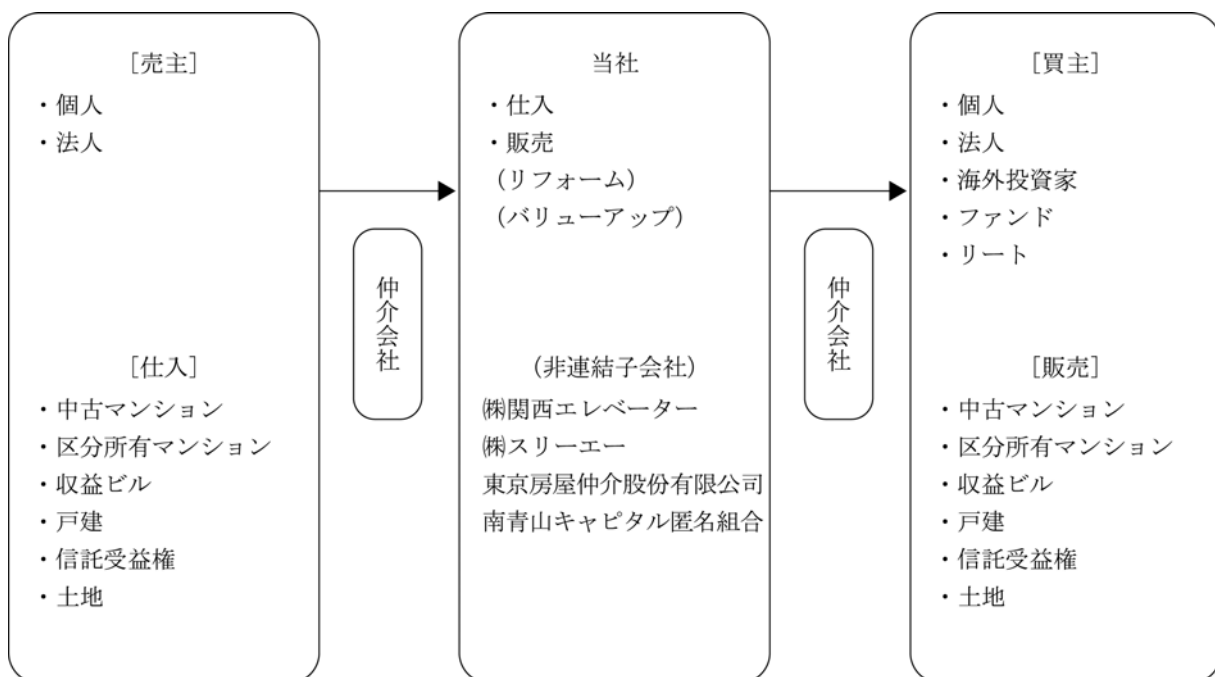 [売主]
・個人
・法人
[仕入]
・中古マンション
・区分所有マンション
・収益ビル
・戸建
・信託受益権
・土地
仲介会社
当社
・仕入
・販売
(リフォーム)
(バリューアップ)
(非連結子会社)
㈱関西エレベーター
㈱スリーエー
東京房屋仲介股份有限公司
南青山キャピタル匿名組合
仲介会社
[買主]
・個人
・法人
・海外投資家
・ファンド
・リート
[販売]
・中古マンション
・区分所有マンション
・収益ビル
・戸建
・信託受益権
・土地